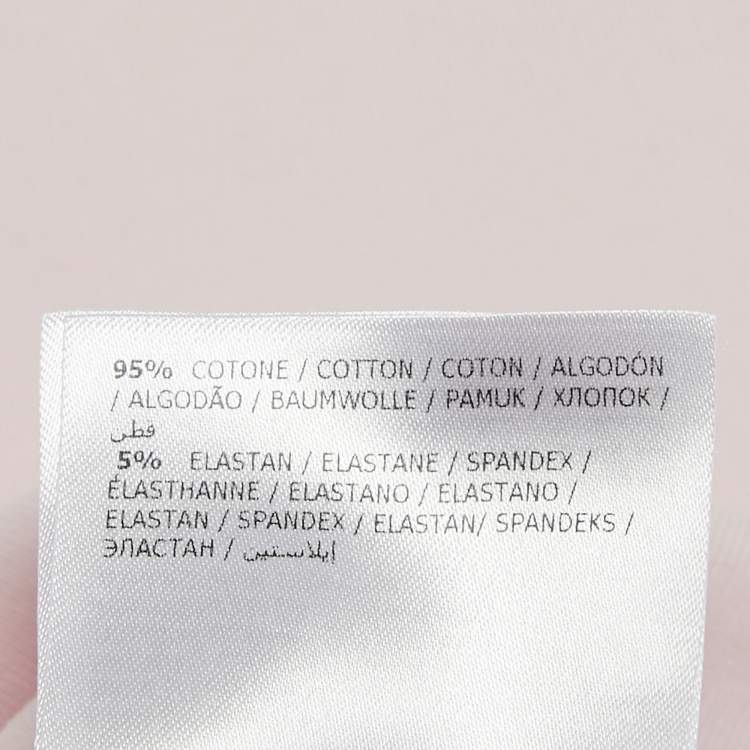 95% COTONE / COTTON / COTON / ALGODÓN
/ ALGODÃO / BAUMWOLLE / PAMUK / ХЛОПОК /
قطن
5% ELASTAN / ELASTANE / SPANDEX /
ÉLASTHANNE / ELASTANO / ELASTANO /
ELASTAN / SPANDEX / ELASTAN/ SPANDEKS /
ЭЛАСТАН / إيلاستين